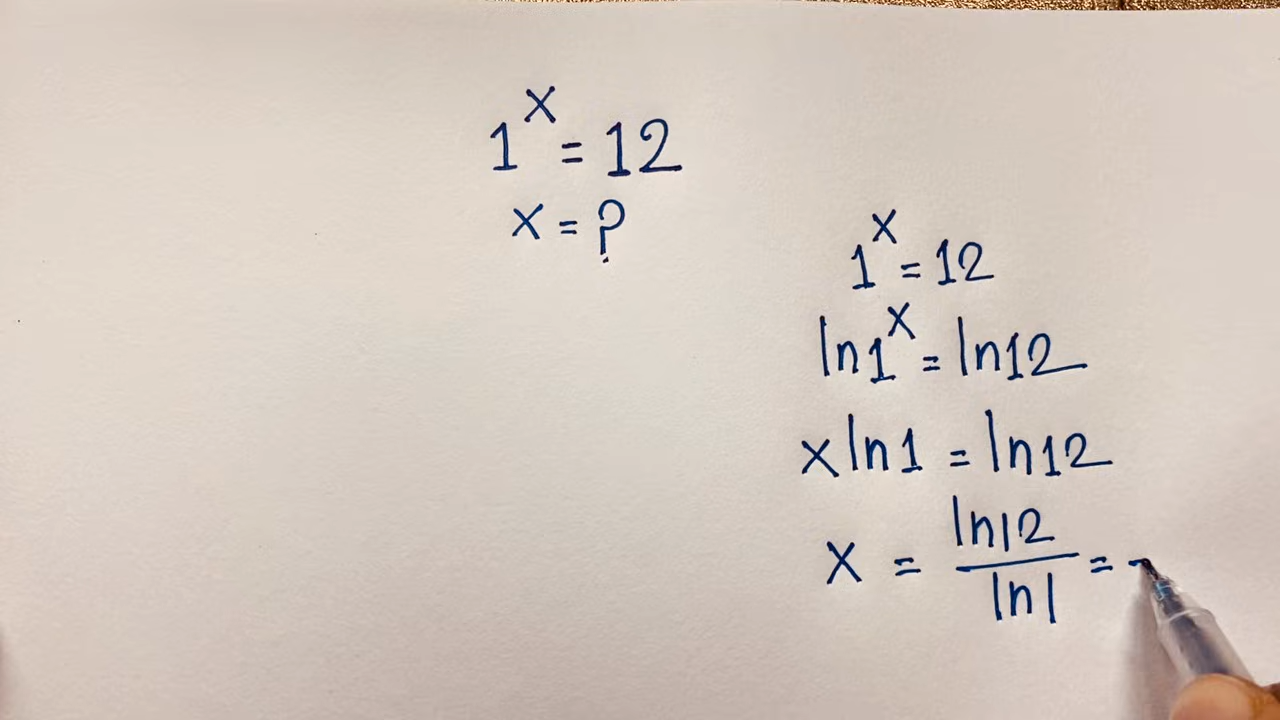 1^x = 12
x = ?
1^x = 12
ln1^x = ln12
x ln1 = ln12
x = ln12/ln1 = -